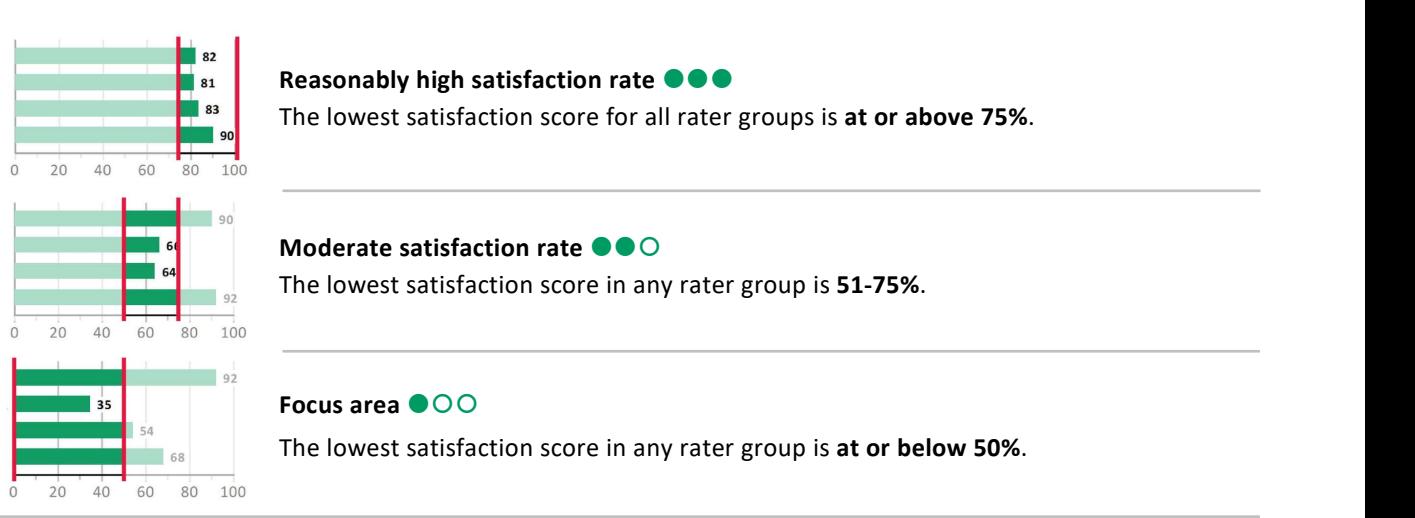 82
81
83
90
0 20 40 60 80 100
Reasonably high satisfaction rate
The lowest satisfaction score for all rater groups is at or above 75%.
90
66
64
92
0 20 40 60 80 100
Moderate satisfaction rate
The lowest satisfaction score in any rater group is 51-75%.
92
35
54
68
0 20 40 60 80 100
Focus area
The lowest satisfaction score in any rater group is at or below 50%.